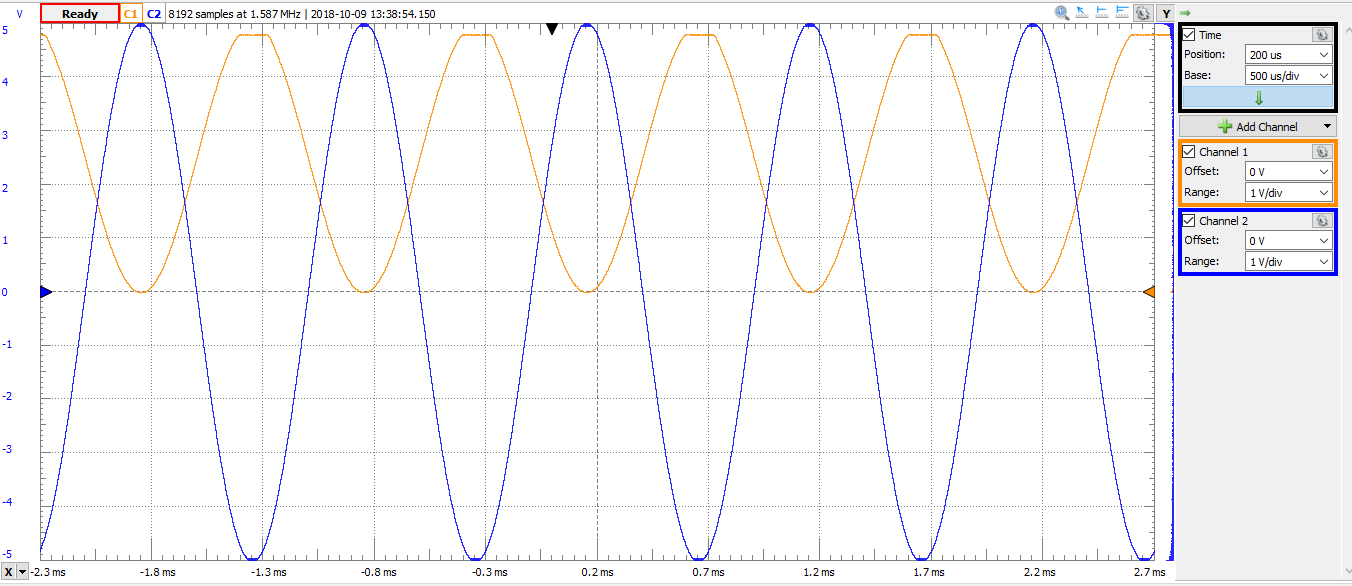 V Ready C1 C2 8192 samples at 1.587 MHz | 2018-10-09 13:38:54.150 Y
5
4
3
2
1
0
-1
-2
-3
-4
-5
X -2.3 ms -1.8 ms -1.3 ms -0.8 ms -0.3 ms 0.2 ms 0.7 ms 1.2 ms 1.7 ms 2.2 ms 2.7 ms
Time
Position: 200 us
Base: 500 us/div
Add Channel
Channel 1
Offset: 0 V
Range: 1 V/div
Channel 2
Offset: 0 V
Range: 1 V/div